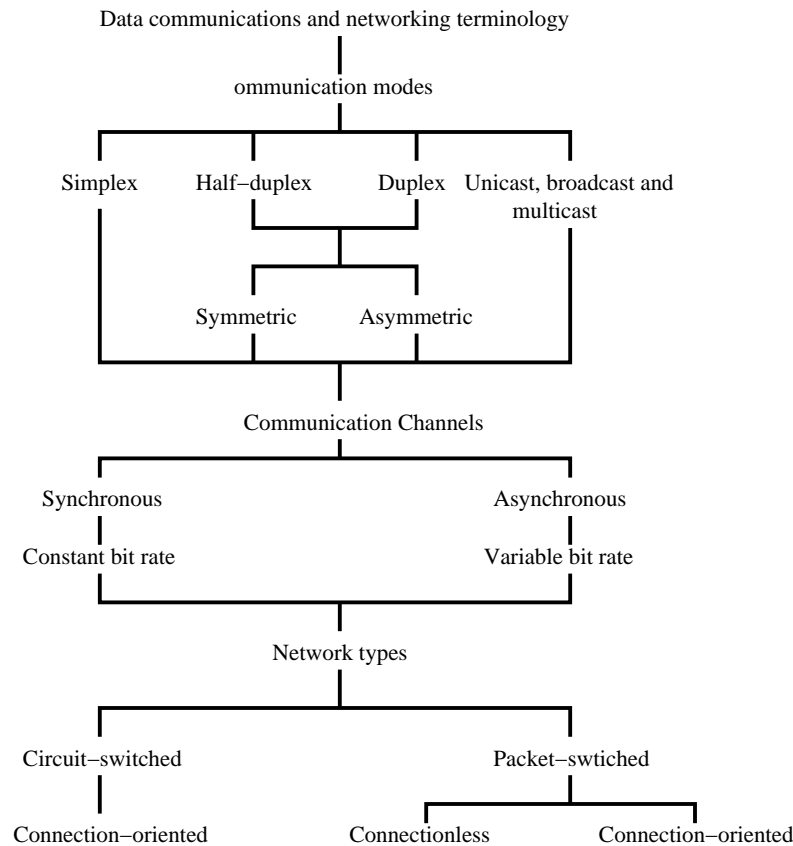 Data communications and networking terminology
ommunication modes
Simplex
Half−duplex
Duplex
Unicast, broadcast and
multicast
Symmetric
Asymmetric
Communication Channels
Synchronous
Asynchronous
Constant bit rate
Variable bit rate
Network types
Circuit−switched
Packet−swtiched
Connection−oriented
Connectionless
Connection−oriented